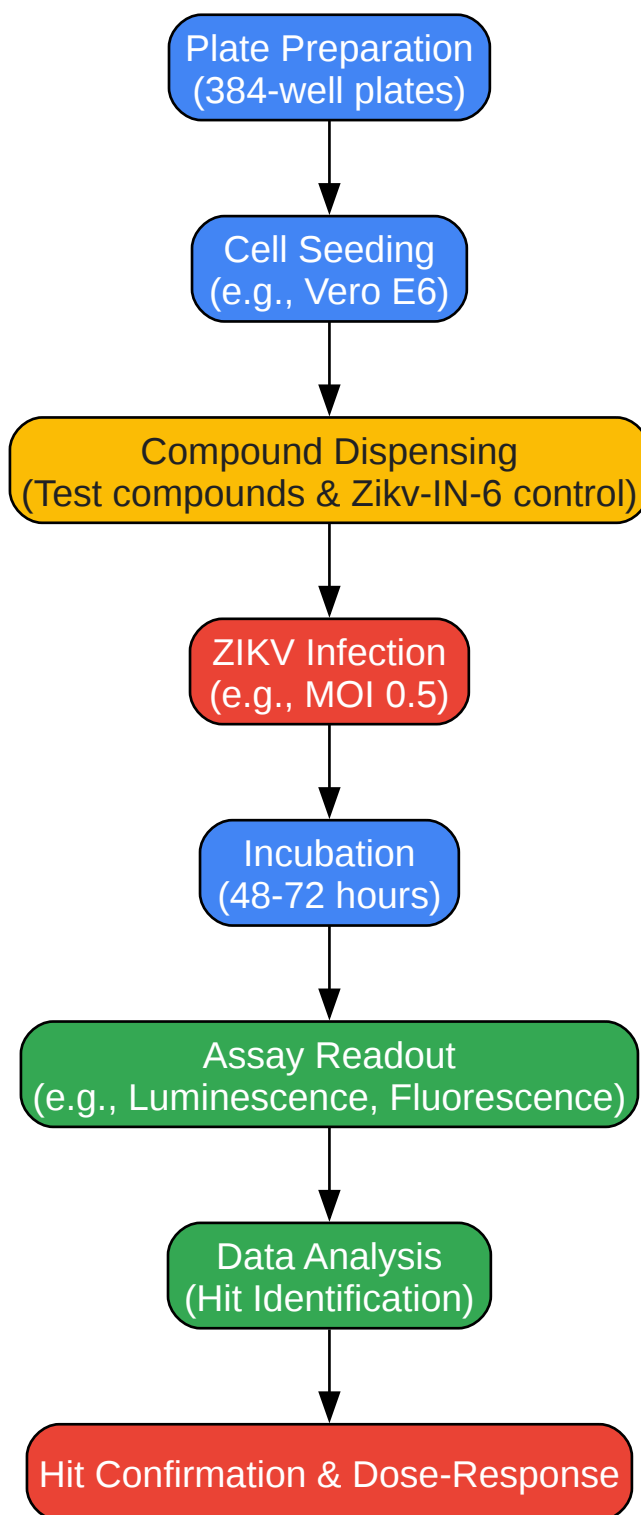 Plate Preparation
(384-well plates)
Cell Seeding
(e.g., Vero E6)
Compound Dispensing
(Test compounds & Zikv-IN-6 control)
ZIKV Infection
(e.g., MOI 0.5)
Incubation
(48-72 hours)
Assay Readout
(e.g., Luminescence, Fluorescence)
Data Analysis
(Hit Identification)
Hit Confirmation & Dose-Response